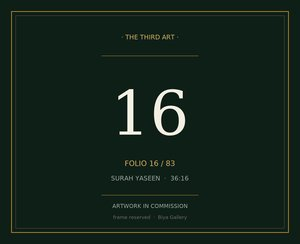 · THE THIRD ART ·
16
FOLIO 16 / 83
SURAH YASEEN · 36:16
ARTWORK IN COMMISSION
frame reserved · Biya Gallery